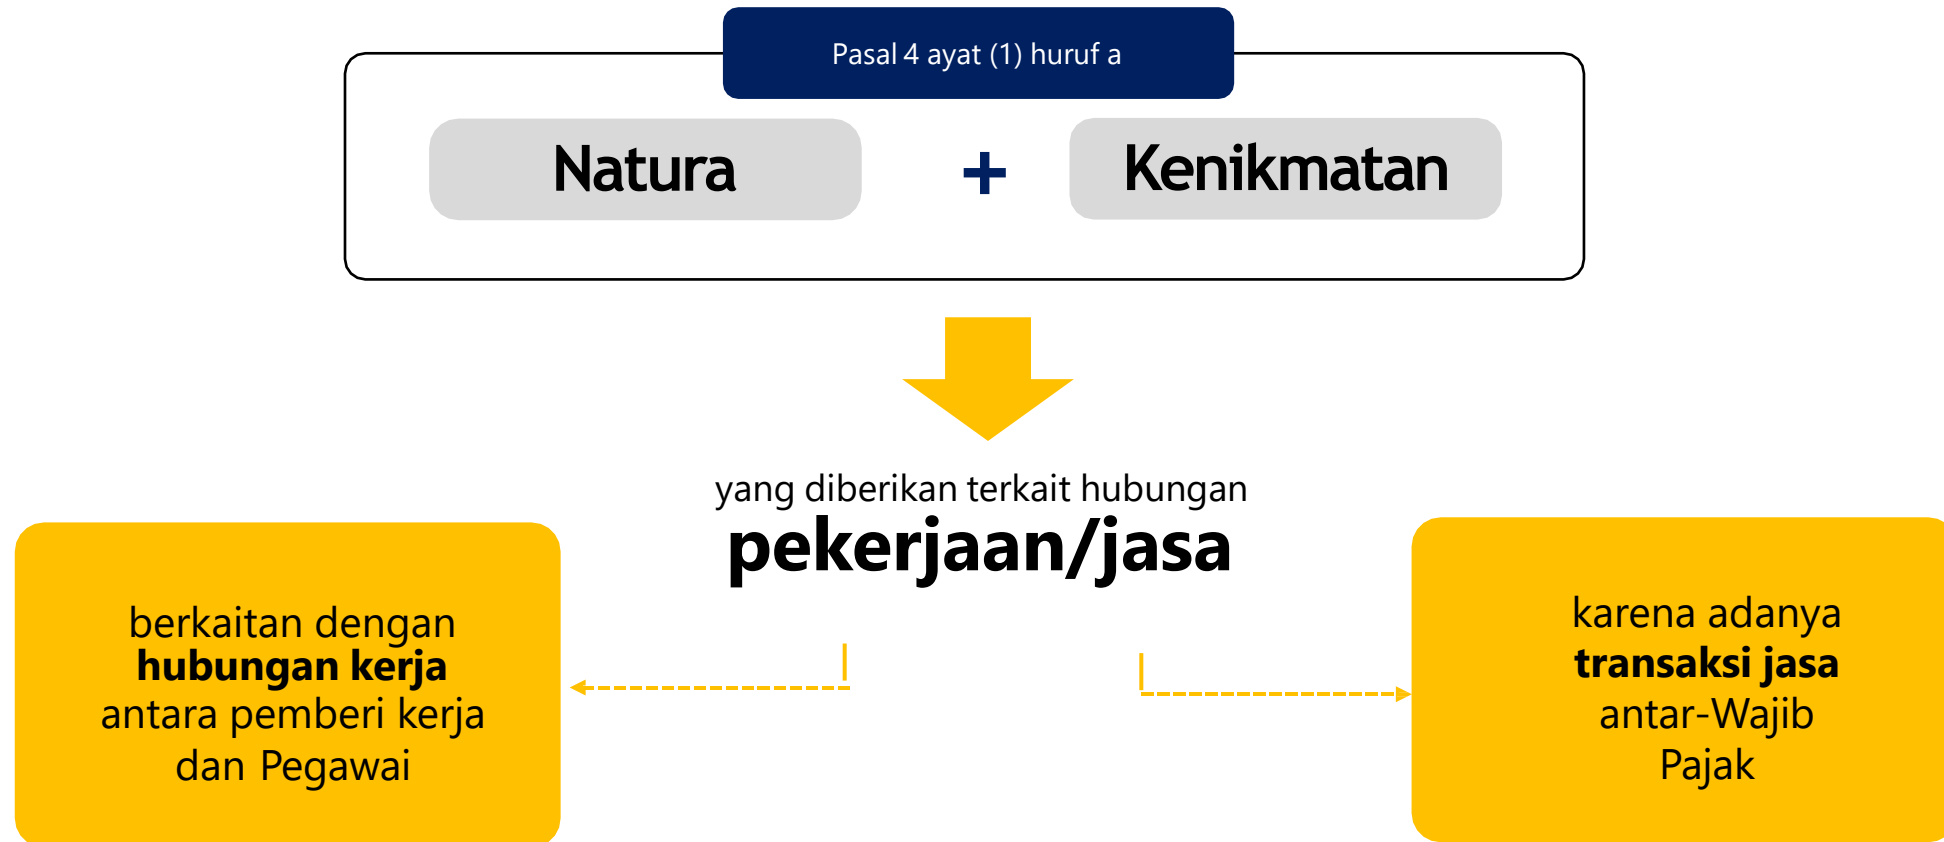 Pasal 4 ayat (1) huruf a
Natura + Kenikmatan
yang diberikan terkait hubungan
pekerjaan/jasa
berkaitan dengan
hubungan kerja
antara pemberi kerja
dan Pegawai
karena adanya
transaksi jasa
antar-Wajib
Pajak